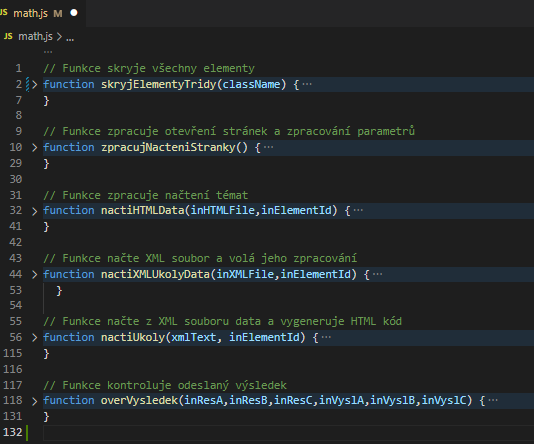 JS math.js M ●
JS math.js > ...
...
1 // Funkce skryje všechny elementy
2 > function skryjElementyTridy(className) { ...
7 }
8
9 // Funkce zpracuje otevření stránek a zpracování parametrů
10 > function zpracujNacteniStranky() { ...
29 }
30
31 // Funkce zpracuje načtení témat
32 > function nactiHTMLData(inHTMLFile,inElementId) { ...
41 }
42
43 // Funkce načte XML soubor a volá jeho zpracování
44 > function nactiXMLUkolyData(inXMLFile,inElementId) { ...
53 }
54
55 // Funkce načte z XML souboru data a vygeneruje HTML kód
56 > function nactiUkoly(xmlText, inElementId) { ...
115 }
116
117 // Funkce kontroluje odeslaný výsledek
118 > function overVysledek(inResA,inResB,inResC,inVyslA,inVyslB,inVyslC) { ...
131 }
132